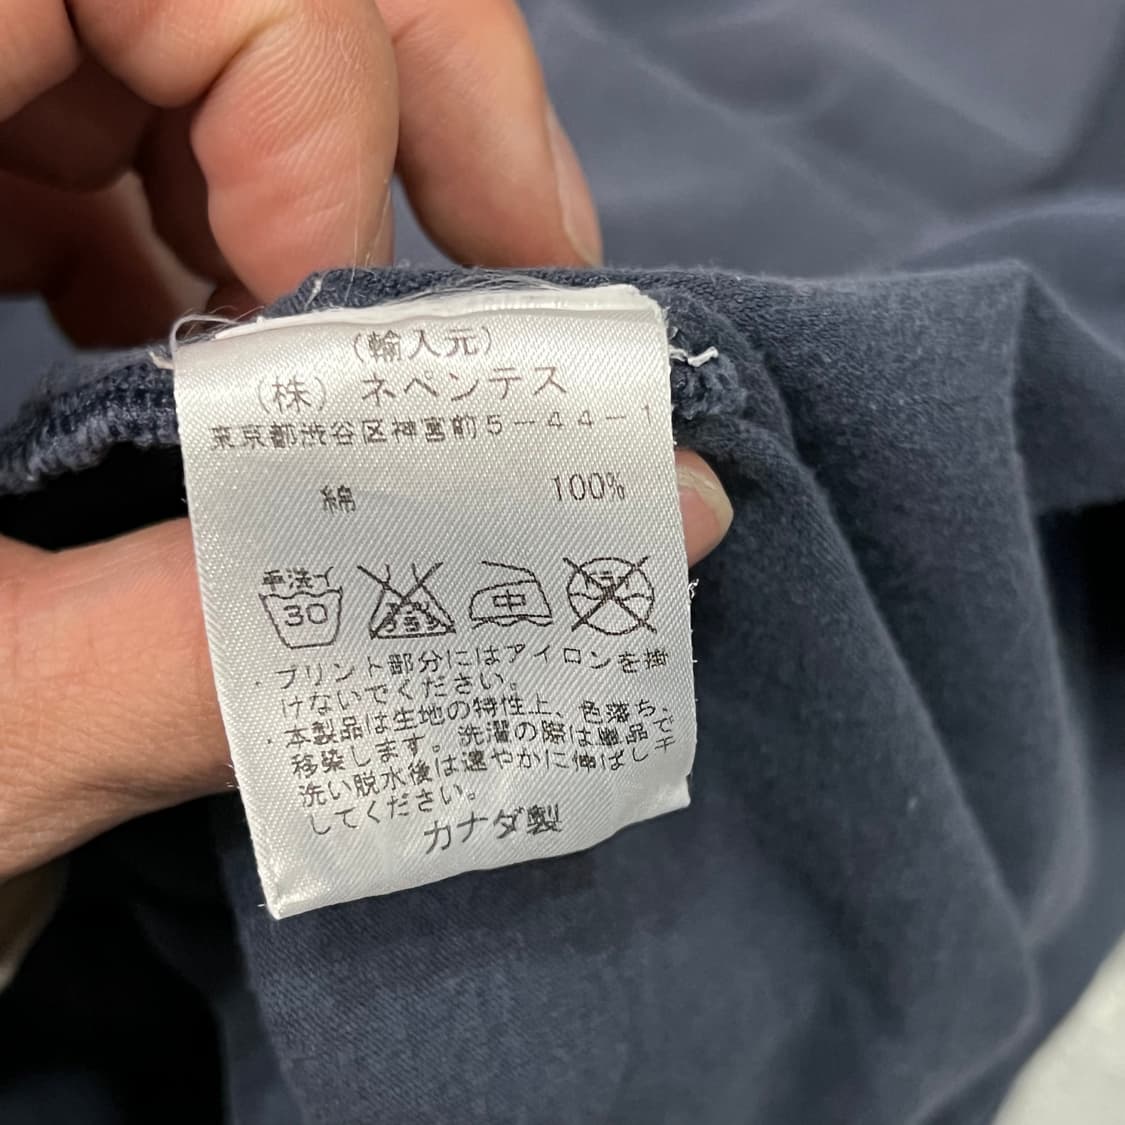 (輸入元)
(株) ネペンテス
東京都渋谷区神宮前5-44-1
綿 100%
手洗イ
30
中
・プリント部分にはアイロンを掛
けないでください。
・本製品は生地の特性上、色落ち、
移染します。洗濯の際は単品で
洗い脱水後は速やかに伸ばし干
してください。
カナダ製